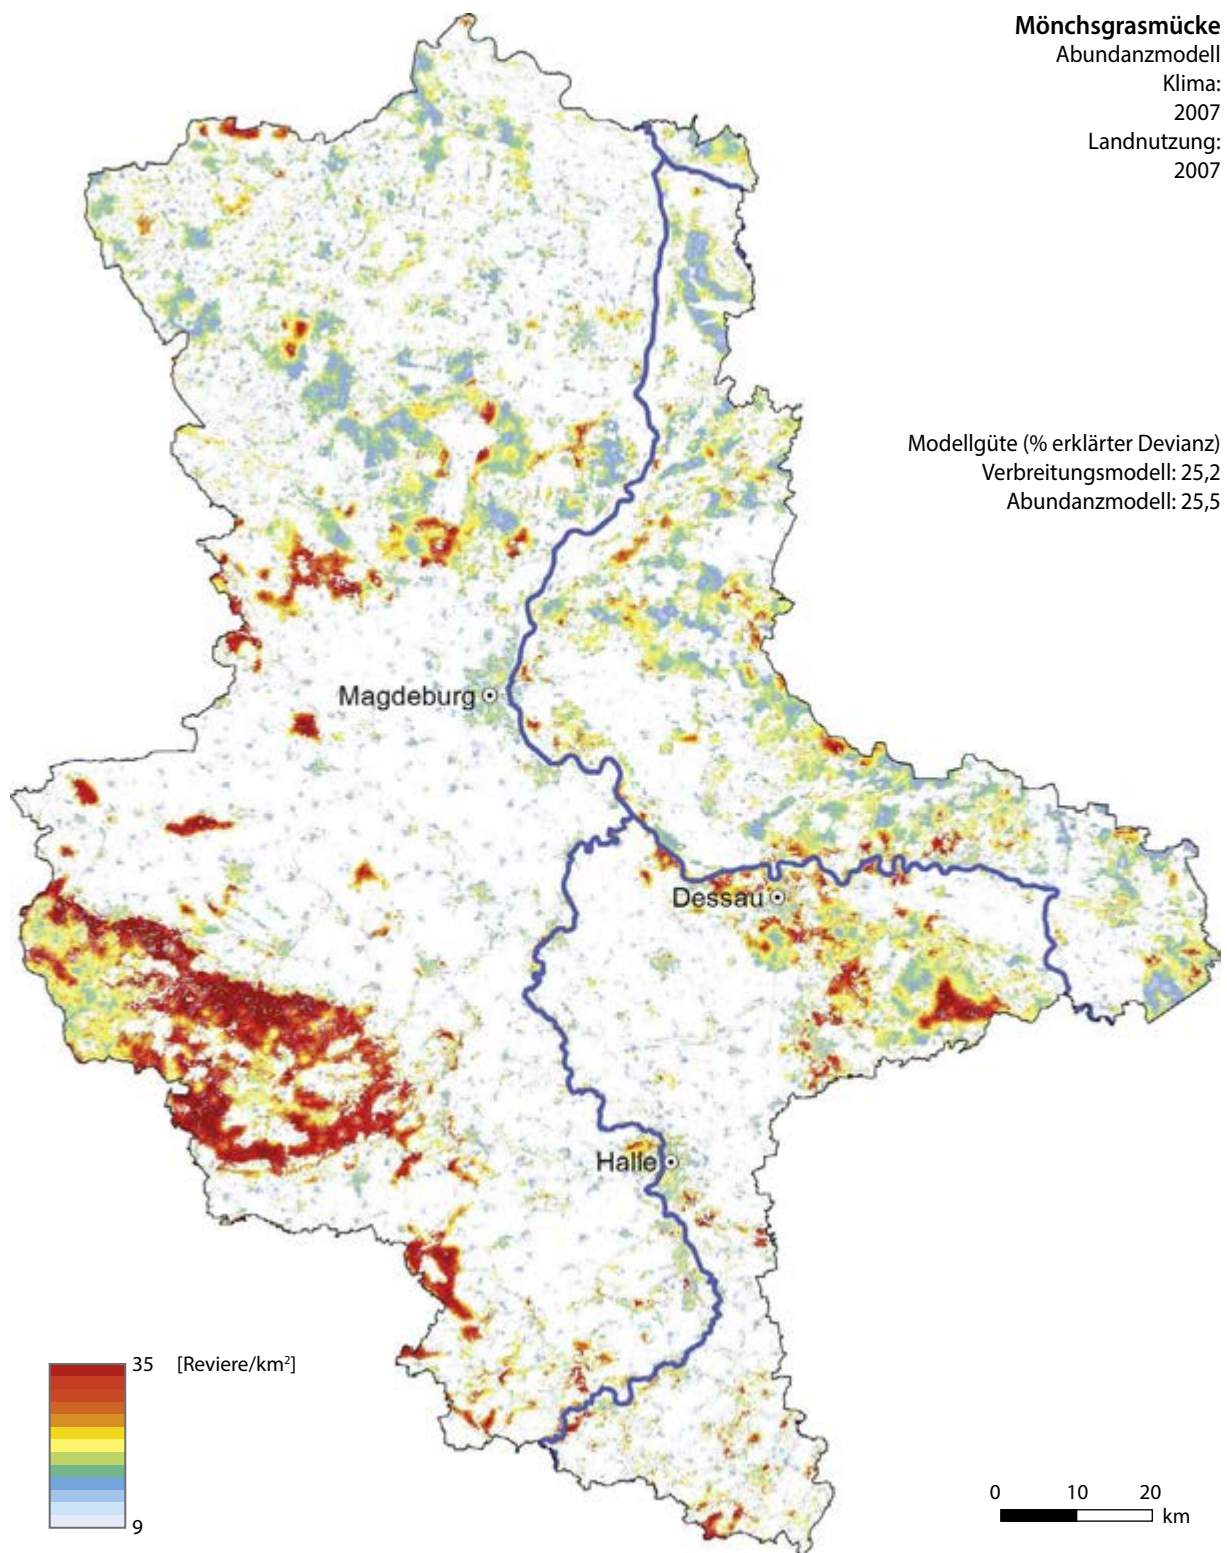 Mönchsgrasmücke
Abundanzmodell
Klima:
2007
Landnutzung:
2007
Modellgüte (% erklärter Devianz)
Verbreitungsmodell: 25,2
Abundanzmodell: 25,5
Magdeburg
Dessau
Halle
35 [Reviere/km²]
9
0 10 20
km